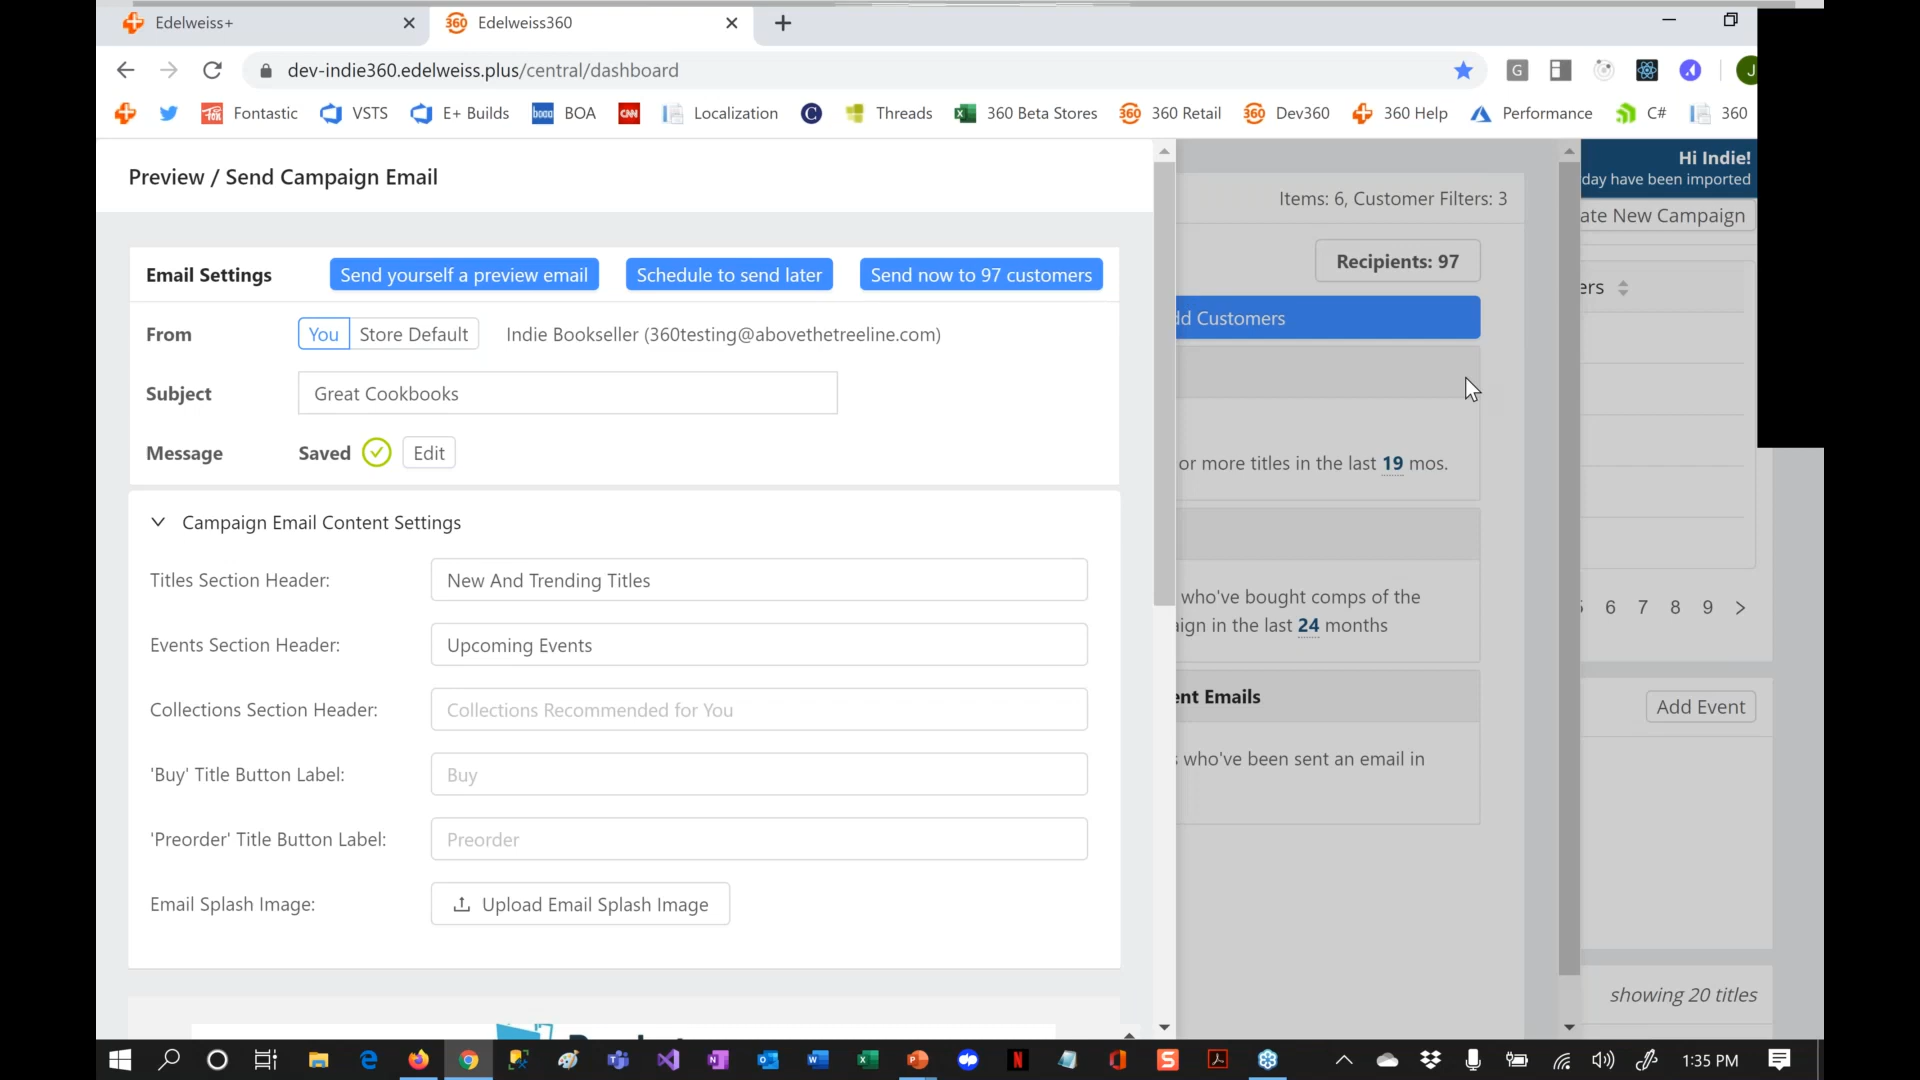 Edelweiss+
360 Edelweiss360
dev-indie360.edelweiss.plus/central/dashboard
G
J
Fontastic
VSTS
E+ Builds
BOA
CNN
Localization
C
Threads
360 Beta Stores
360 360 Retail
360 Dev360
360 Help
Performance
C#
360
Preview / Send Campaign Email
Email Settings
Send yourself a preview email
Schedule to send later
Send now to 97 customers
From
You
Store Default
Indie Bookseller (360testing@abovethetreeline.com)
Subject
Great Cookbooks
Message
Saved
Edit
Campaign Email Content Settings
Titles Section Header:
New And Trending Titles
Events Section Header:
Upcoming Events
Collections Section Header:
Collections Recommended for You
'Buy' Title Button Label:
Buy
'Preorder' Title Button Label:
Preorder
Email Splash Image:
Upload Email Splash Image
Items: 6, Customer Filters: 3
Recipients: 97
dd Customers
or more titles in the last 19 mos.
who've bought comps of the
aign in the last 24 months
ent Emails
who've been sent an email in
Hi Indie!
day have been imported
ate New Campaign
ers
6 7 8 9 >
Add Event
showing 20 titles
1:35 PM